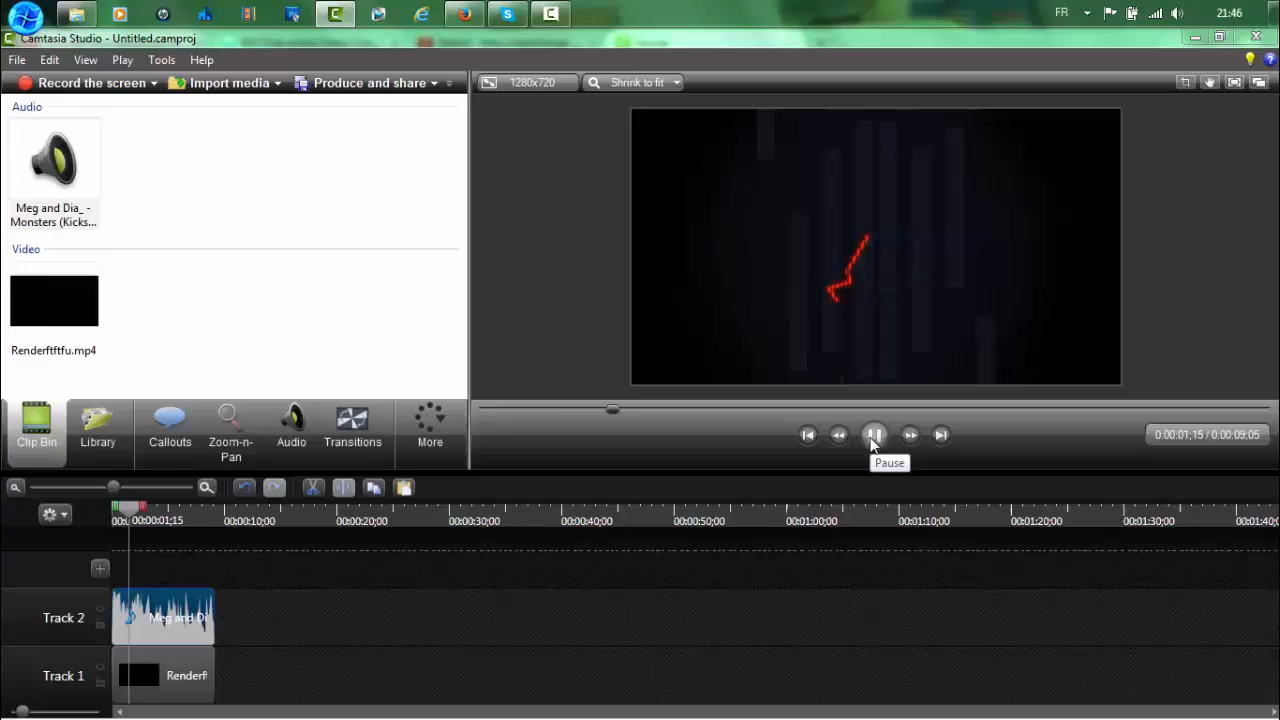 FR
21:46
Camtasia Studio - Untitled.camproj
File Edit View Play Tools Help
Record the screen Import media Produce and share
1280x720 Shrink to fit
Audio
Meg and Dia_ -
Monsters (Kicks...
Video
Renderftftfu.mp4
Clip Bin Library Callouts Zoom-n-
Pan Audio Transitions More
0:00:01;15 / 0:00:09;05
Pause
00:0 00:00:01;15 00:00:10;00 00:00:20;00 00:00:30;00 00:00:40;00 00:00:50;00 00:01:00;00 00:01:10;00 00:01:20;00 00:01:30;00 00:01:40;0
Track 2 Meg and Di
Track 1 Renderf